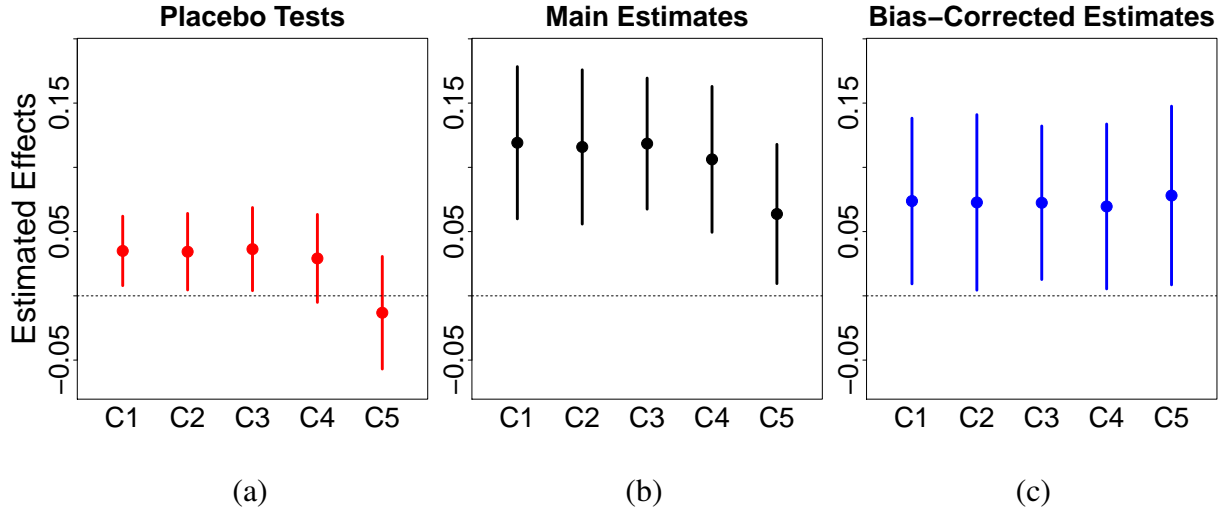 Placebo Tests
Main Estimates
Bias−Corrected Estimates
Estimated Effects
0.15
0.05
−0.05
C1 C2 C3 C4 C5
(a)
0.15
0.05
−0.05
C1 C2 C3 C4 C5
(b)
0.15
0.05
−0.05
C1 C2 C3 C4 C5
(c)